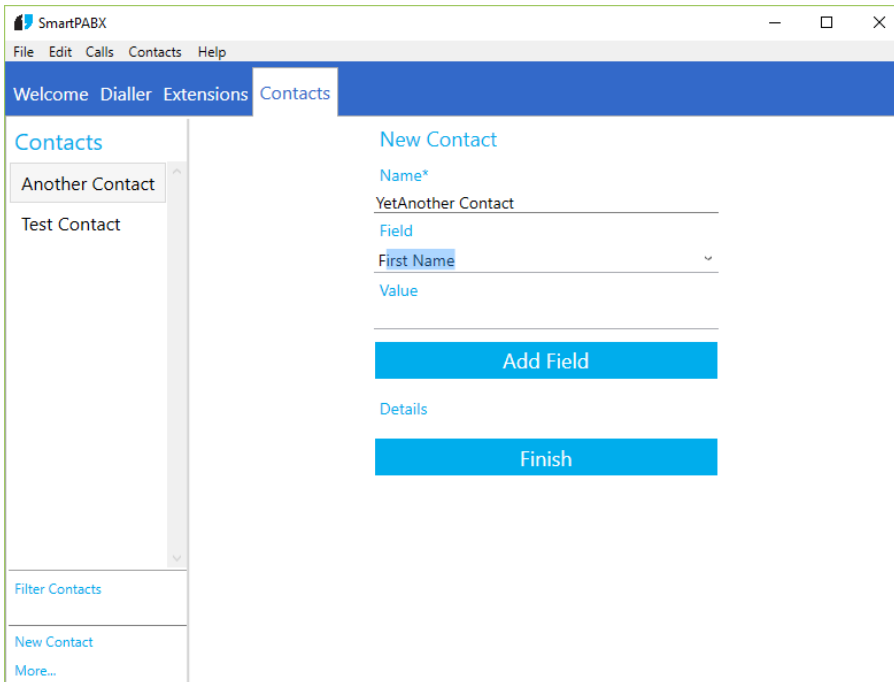 SmartPABX
File Edit Calls Contacts Help
Welcome Dialler Extensions Contacts
Contacts
Another Contact
Test Contact
Filter Contacts
New Contact
More...
New Contact
Name*
YetAnother Contact
Field
First Name
Value
Add Field
Details
Finish